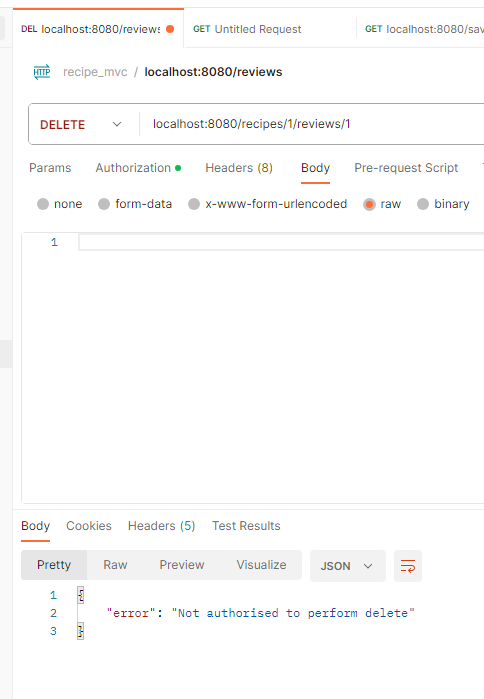 DEL localhost:8080/reviews GET Untitled Request GET localhost:8080/sav
HTTP recipe_mvc / localhost:8080/reviews
DELETE localhost:8080/recipes/1/reviews/1
Params Authorization Headers (8) Body Pre-request Script
none form-data x-www-form-urlencoded raw binary
1
Body Cookies Headers (5) Test Results
Pretty Raw Preview Visualize JSON
1 {
2 "error": "Not authorised to perform delete"
3 }